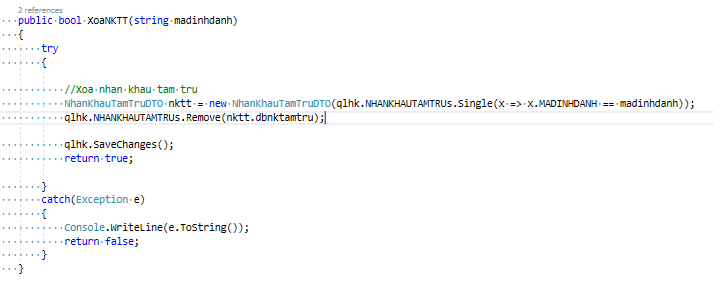 2 references
public bool XoaNKTT(string madinhdanh)
{
try
{
//Xoa nhan khau tam tru
NhanKhauTamTruDTO nktt = new NhanKhauTamTruDTO(qlhk.NHANKHAUTAMTRUs.Single(x => x.MADINHDANH == madinhdanh));
qlhk.NHANKHAUTAMTRUs.Remove(nktt.dbnktamtru);
qlhk.SaveChanges();
return true;
}
catch(Exception e)
{
Console.WriteLine(e.ToString());
return false;
}
}